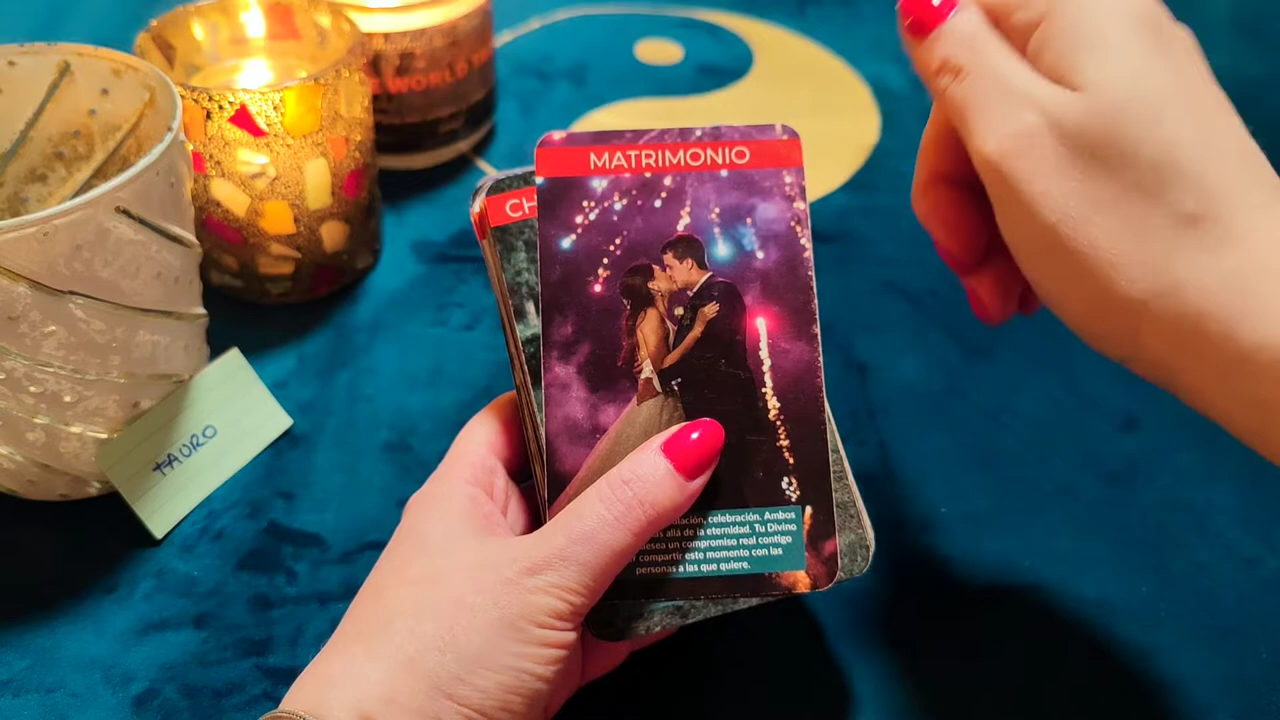 WORLD
MATRIMONIO
CH
TAURO
celebración. Ambos
allá de la eternidad. Tu Divino
desea un compromiso real contigo
compartir este momento con las
personas a las que quiere.